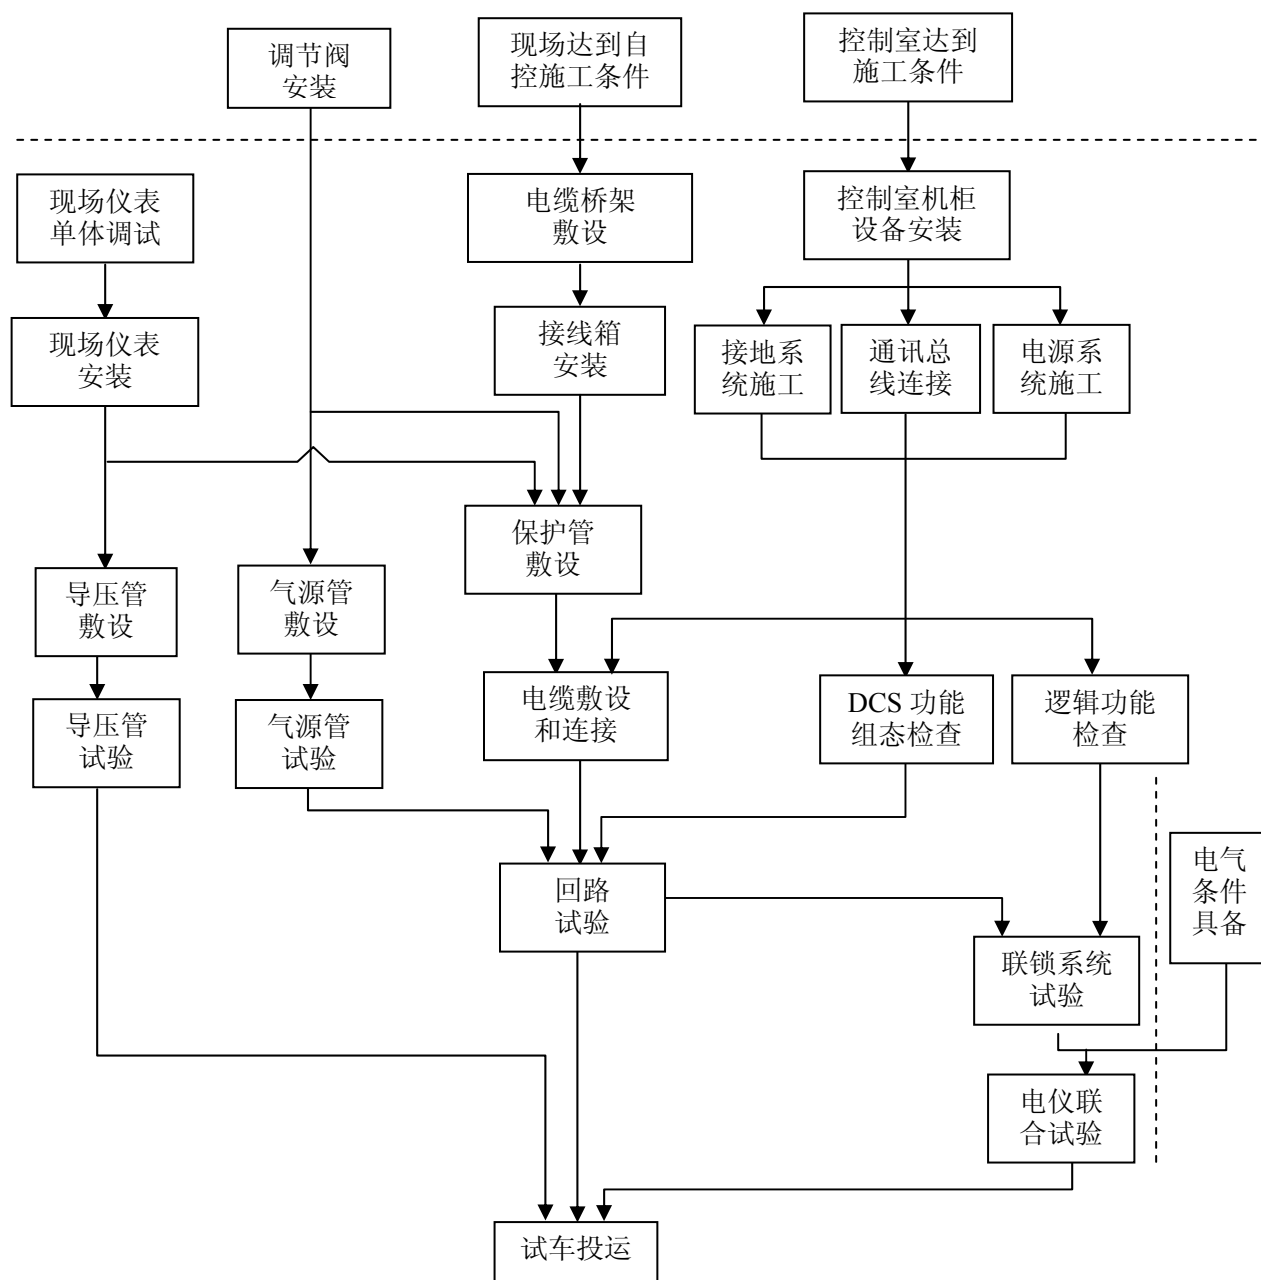 调节阀
安装
现场达到自
控施工条件
控制室达到
施工条件
现场仪表
单体调试
电缆桥架
敷设
控制室机柜
设备安装
现场仪表
安装
接线箱
安装
接地系
统施工
通讯总
线连接
电源系
统施工
保护管
敷设
导压管
敷设
气源管
敷设
导压管
试验
气源管
试验
电缆敷设
和连接
DCS 功能
组态检查
逻辑功能
检查
电气
条件
具备
回路
试验
联锁系统
试验
电仪联
合试验
试车投运